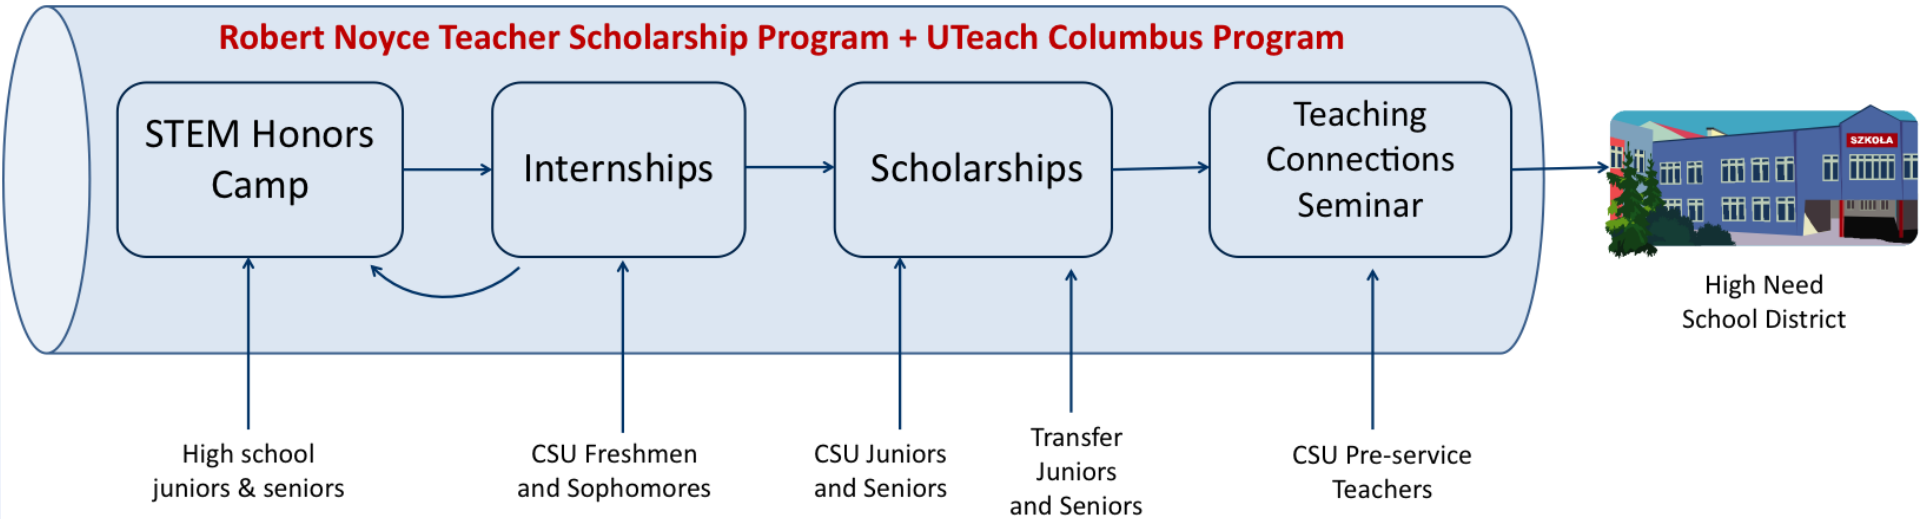 Robert Noyce Teacher Scholarship Program + UTeach Columbus Program
STEM Honors
Camp
Internships
Scholarships
Teaching
Connections
Seminar
SZKOŁA
High Need
School District
High school
juniors & seniors
CSU Freshmen
and Sophomores
CSU Juniors
and Seniors
Transfer
Juniors
and Seniors
CSU Pre-service
Teachers